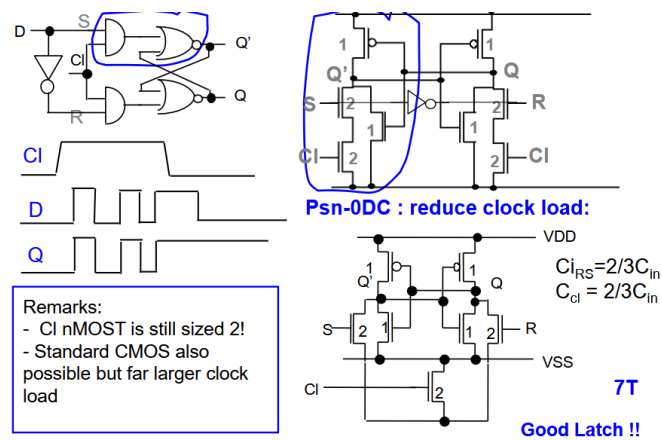 D
S
Cl
R
Q'
Q
Cl
D
Q
Remarks:
- Cl nMOST is still sized 2!
- Standard CMOS also
possible but far larger clock
load
1
1
Q'
Q
S
2
2
R
1
1
Cl
2
2
Cl
Psn-0DC : reduce clock load:
VDD
1
1
Q'
Q
S
2
1
1
2
R
VSS
Cl
2
Ci RS=2/3Cin
Ccl = 2/3Cin
7T
Good Latch !!